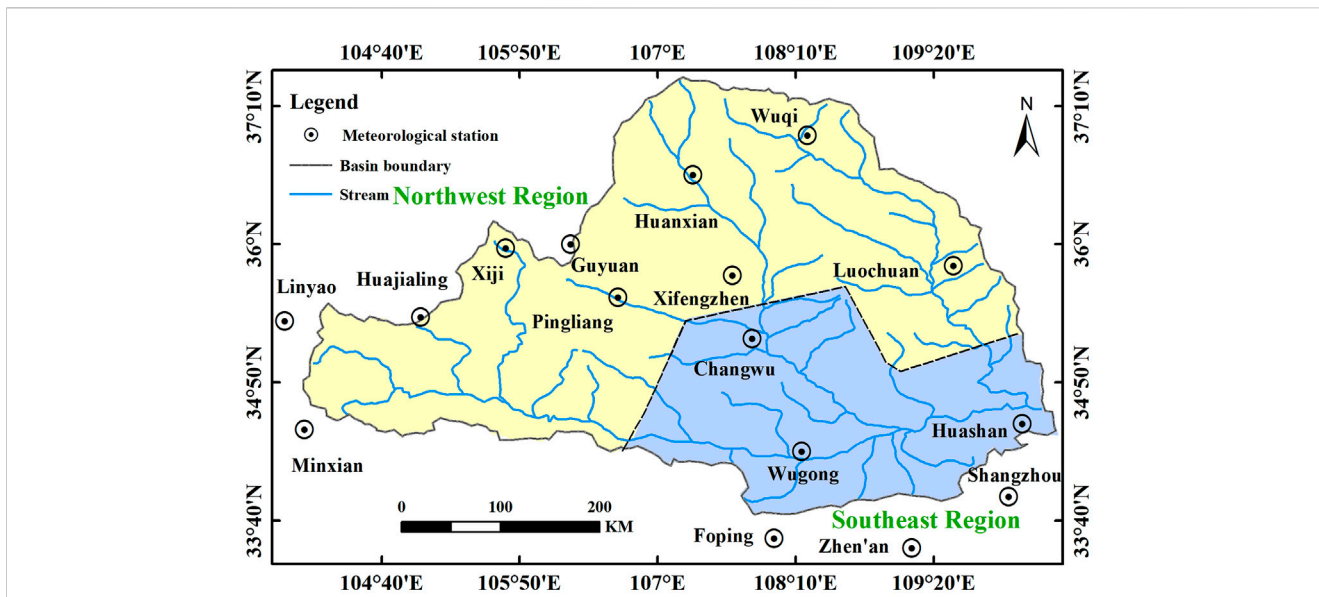 104°40'E 105°50'E 107°E 108°10'E 109°20'E
37°10'N
36°N
34°50'N
33°40'N
Legend
Meteorological station
Basin boundary
Stream
Northwest Region
N
Wuqi
Huanxian
Guyuan
Xiji
Huajialing
Linyao
Luochuan
Xifengzhen
Pingliang
Changwu
Huashan
Minxian
Wugong
Shangzhou
0 100 200
KM
Southeast Region
Foping
Zhen'an
37°10'N
36°N
34°50'N
33°40'N
104°40'E 105°50'E 107°E 108°10'E 109°20'E